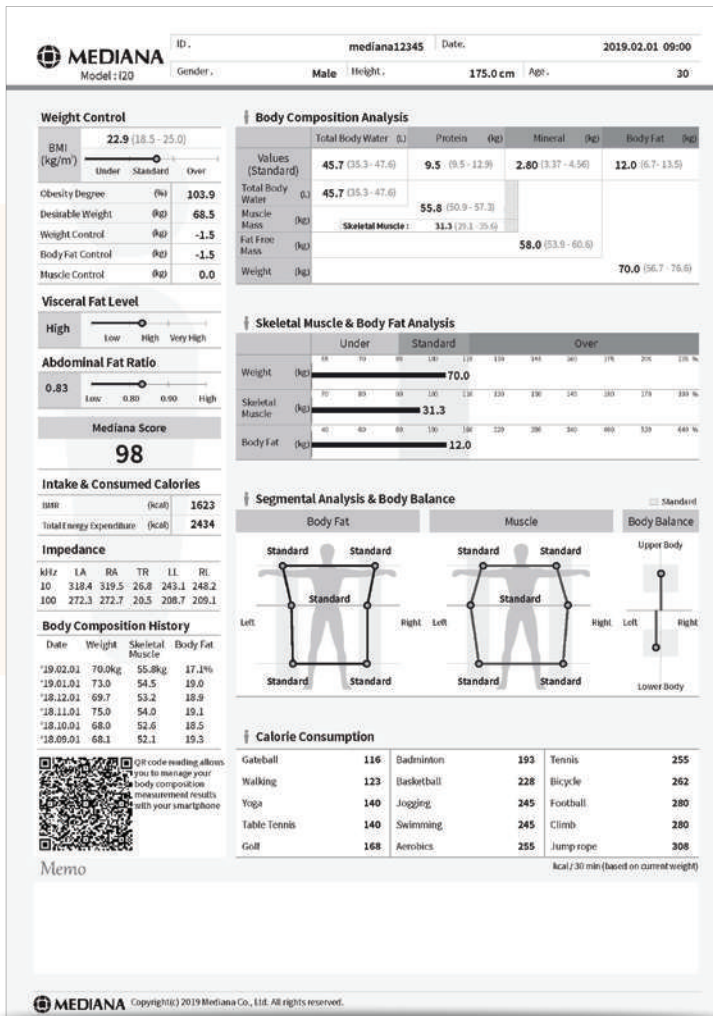 MEDIANA
Model : i20
ID. mediana12345 Date. 2019.02.01 09:00
Gender. Male Height. 175.0 cm Age. 30
Weight Control
BMI (kg/m²) 22.9 (18.5 - 25.0)
Under Standard Over
Obesity Degree (%) 103.9
Desirable Weight (kg) 68.5
Weight Control (kg) -1.5
Body Fat Control (kg) -1.5
Muscle Control (kg) 0.0
Visceral Fat Level
High
Low High Very High
Abdominal Fat Ratio
0.83
Low 0.80 0.90 High
Mediana Score
98
Intake & Consumed Calories
BMR (kcal) 1623
Total Energy Expenditure (kcal) 2434
Impedance
kHz LA RA TR LL RL
10 318.4 319.5 26.8 243.1 248.2
100 272.3 272.7 20.5 208.7 209.1
Body Composition History
Date Weight Skeletal Muscle Body Fat
'19.02.01 70.0kg 55.8kg 17.1%
'19.01.01 73.0 54.5 19.0
'18.12.01 69.7 53.2 18.9
'18.11.01 75.0 54.0 19.1
'18.10.01 68.0 52.6 18.5
'18.09.01 68.1 52.1 19.3
QR code reading allows
you to manage your
body composition
measurement results
with your smartphone
Body Composition Analysis
Total Body Water (L) Protein (kg) Mineral (kg) Body Fat (kg)
Values (Standard) 45.7 (35.3 - 47.6) 9.5 (9.5 - 12.9) 2.80 (3.37 - 4.56) 12.0 (6.7 - 13.5)
Total Body Water (L) 45.7 (35.3 - 47.6)
Muscle Mass (kg) 55.8 (50.9 - 57.3)
Skeletal Muscle : 31.3
Fat Free Mass (kg) 58.0 (53.9 - 60.6)
Weight (kg) 70.0 (56.7 - 76.6)
Skeletal Muscle & Body Fat Analysis
Under Standard Over
Weight (kg) 70.0
Skeletal Muscle (kg) 31.3
Body Fat (kg) 12.0
Segmental Analysis & Body Balance
Standard
Body Fat Muscle Body Balance
Standard Standard Standard Standard Upper Body
Standard Standard
Left Right Left Right Left Right
Standard Standard Standard Standard Lower Body
Calorie Consumption
Gateball 116 Badminton 193 Tennis 255
Walking 123 Basketball 228 Bicycle 262
Yoga 140 Jogging 245 Football 280
Table Tennis 140 Swimming 245 Climb 280
Golf 168 Aerobics 255 Jump rope 308
kcal / 30 min (based on current weight)
Memo
MEDIANA Copyright(c) 2019 Mediana Co., Ltd. All rights reserved.